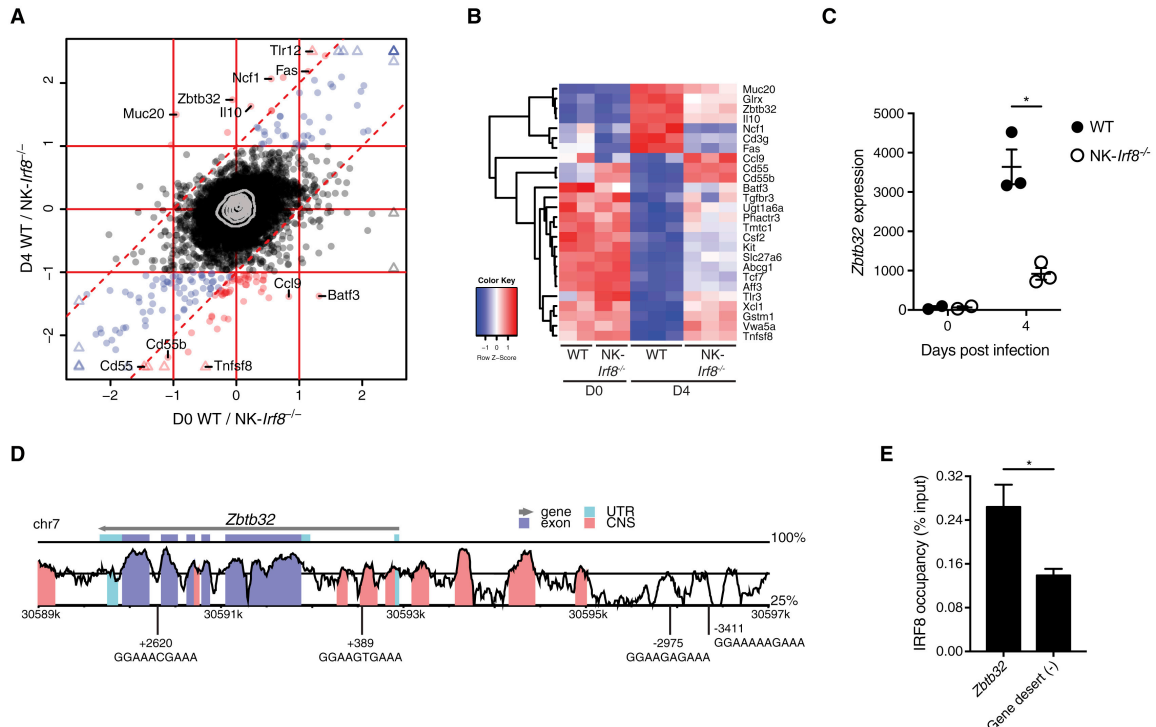 A
D4 WT / NK-Irf8–/–
2
1
0
−1
−2
−2
−1
0
1
2
D0 WT / NK-Irf8–/–
Tlr12
Fas
Ncf1
Zbtb32
Il10
Muc20
Ccl9
Batf3
Cd55b
Cd55
Tnfsf8
B
Muc20
Glrx
Zbtb32
Il10
Ncf1
Cd3g
Fas
Ccl9
Cd55
Cd55b
Batf3
Tgfbr3
Ugt1a6a
Phactr3
Tmtc1
Csf2
Kit
Slc27a6
Abcg1
Tcf7
Aff3
Tlr3
Xcl1
Gstm1
Vwa5a
Tnfsf8
Color Key
−1 0 1
Row Z−Score
WT NK-Irf8-/- WT NK-Irf8-/-
D0 D4
C
Zbtb32 expression
5000
4000
3000
2000
1000
0
*
WT
NK-Irf8-/-
0 4
Days post infection
D
chr7
Zbtb32
gene UTR
exon CNS
100%
25%
30589k 30591k 30593k 30595k 30597k
+2620
GGAAACGAAA
+389
GGAAGTGAAA
-2975
GGAAGAGAAA
-3411
GGAAAAAGAAA
E
IRF8 occupancy (% input)
0.32
0.24
0.16
0.08
0.00
*
Zbtb32
Gene desert (-)